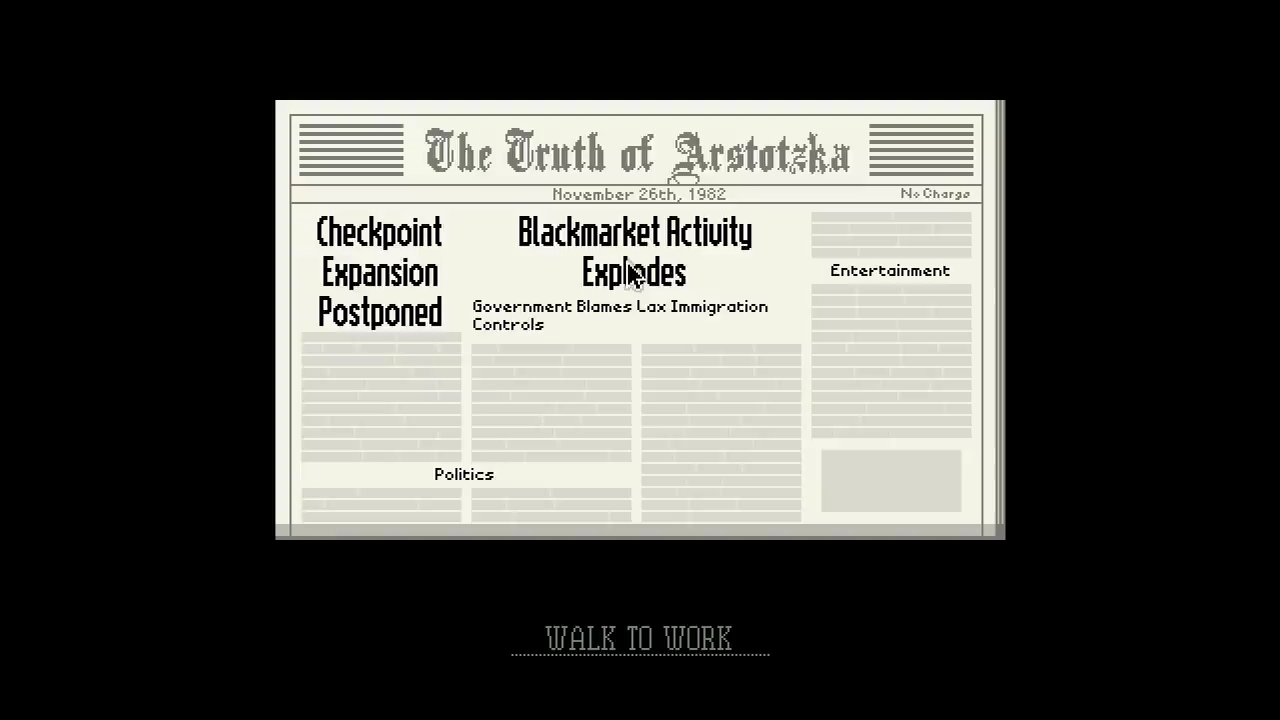 The Truth of Arstotzka
November 26th, 1982
No Charge
Checkpoint
Expansion
Postponed
Blackmarket Activity
Explodes
Government Blames Lax Immigration
Controls
Entertainment
Politics
WALK TO WORK